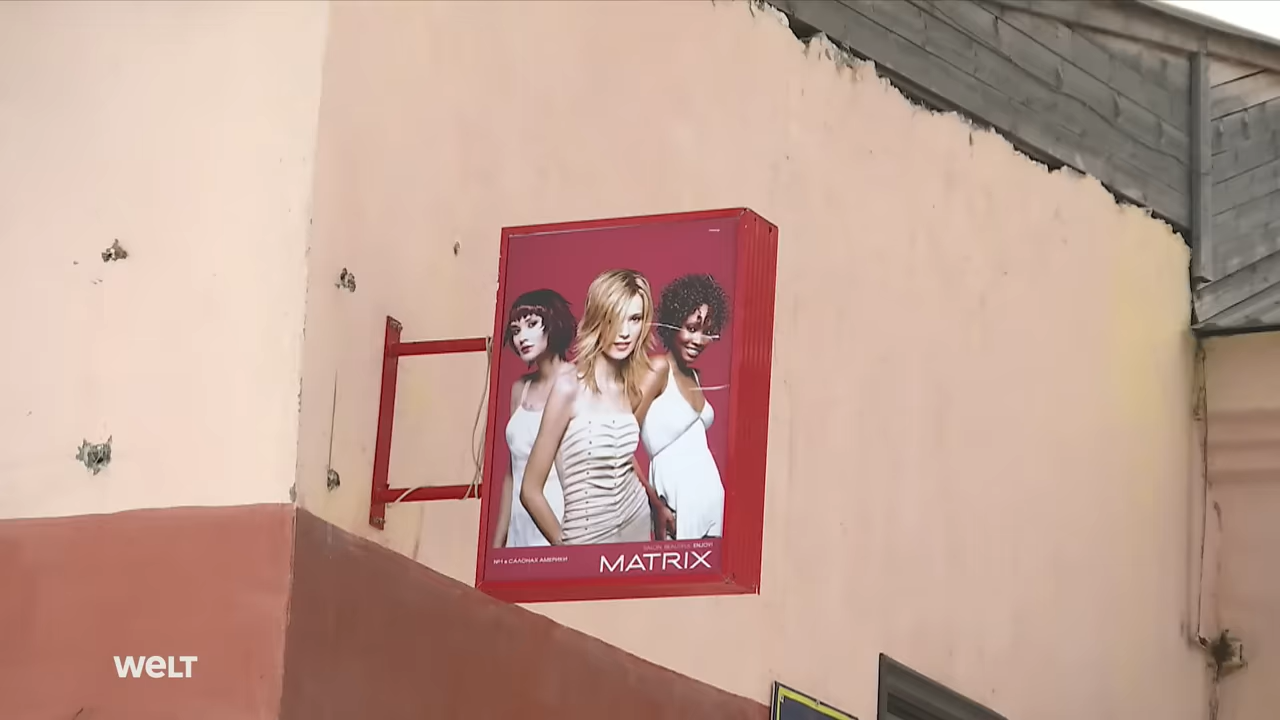 SALON. BEAUTIFUL. ENJOY!
№1 в САЛОНАХ АМЕРИКИ
MATRIX
WELT